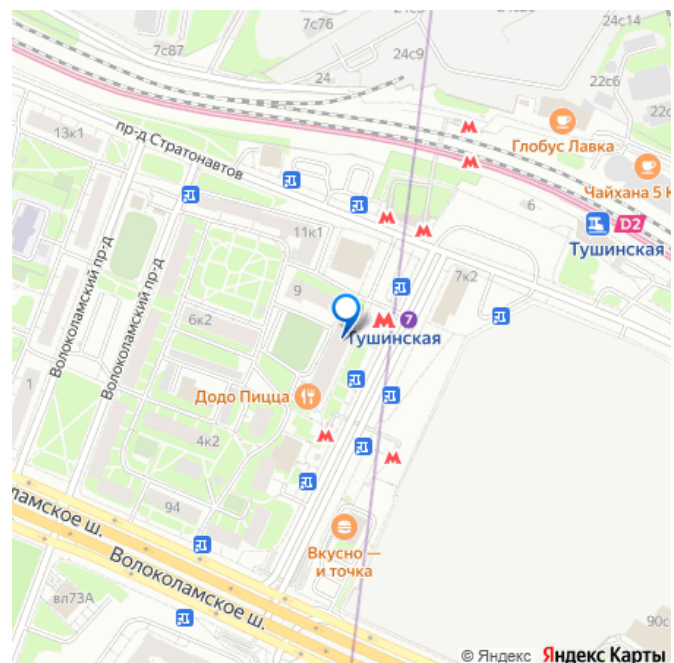 24с14
7с76
7с87
24с9
24
22с6
13к1
пр-д Стратонавтов
Глобус Лавка
Чайхана 5
6
D2
Тушинская
11к1
7к2
9
7
Тушинская
6к2
Волоколамский пр-д
Волоколамский пр-д
1
Додо Пицца
4к2
94
Волоколамское ш.
Вкусно —
и точка
вл73А
90с
© Яндекс Яндекс Карты